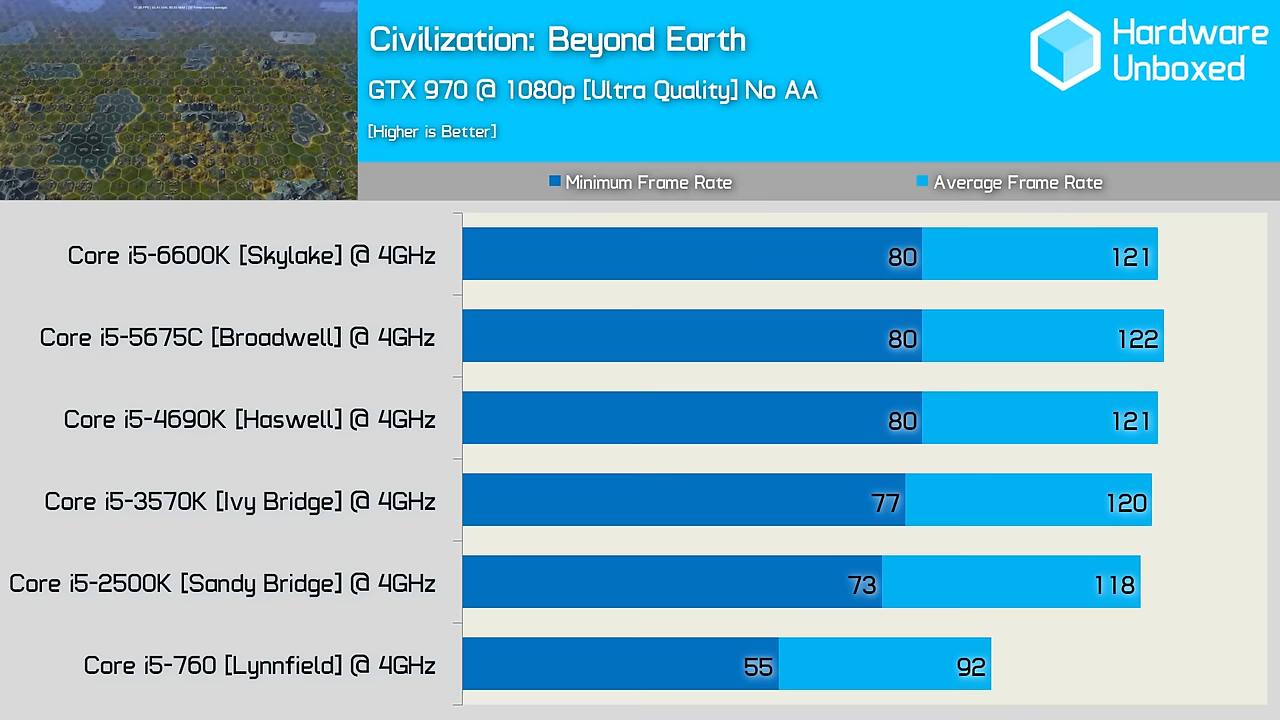 Civilization: Beyond Earth
GTX 970 @ 1080p [Ultra Quality] No AA
[Higher is Better]
Hardware
Unboxed
Minimum Frame Rate
Average Frame Rate
Core i5-6600K [Skylake] @ 4GHz
80
121
Core i5-5675C [Broadwell] @ 4GHz
80
122
Core i5-4690K [Haswell] @ 4GHz
80
121
Core i5-3570K [Ivy Bridge] @ 4GHz
77
120
Core i5-2500K [Sandy Bridge] @ 4GHz
73
118
Core i5-760 [Lynnfield] @ 4GHz
55
92